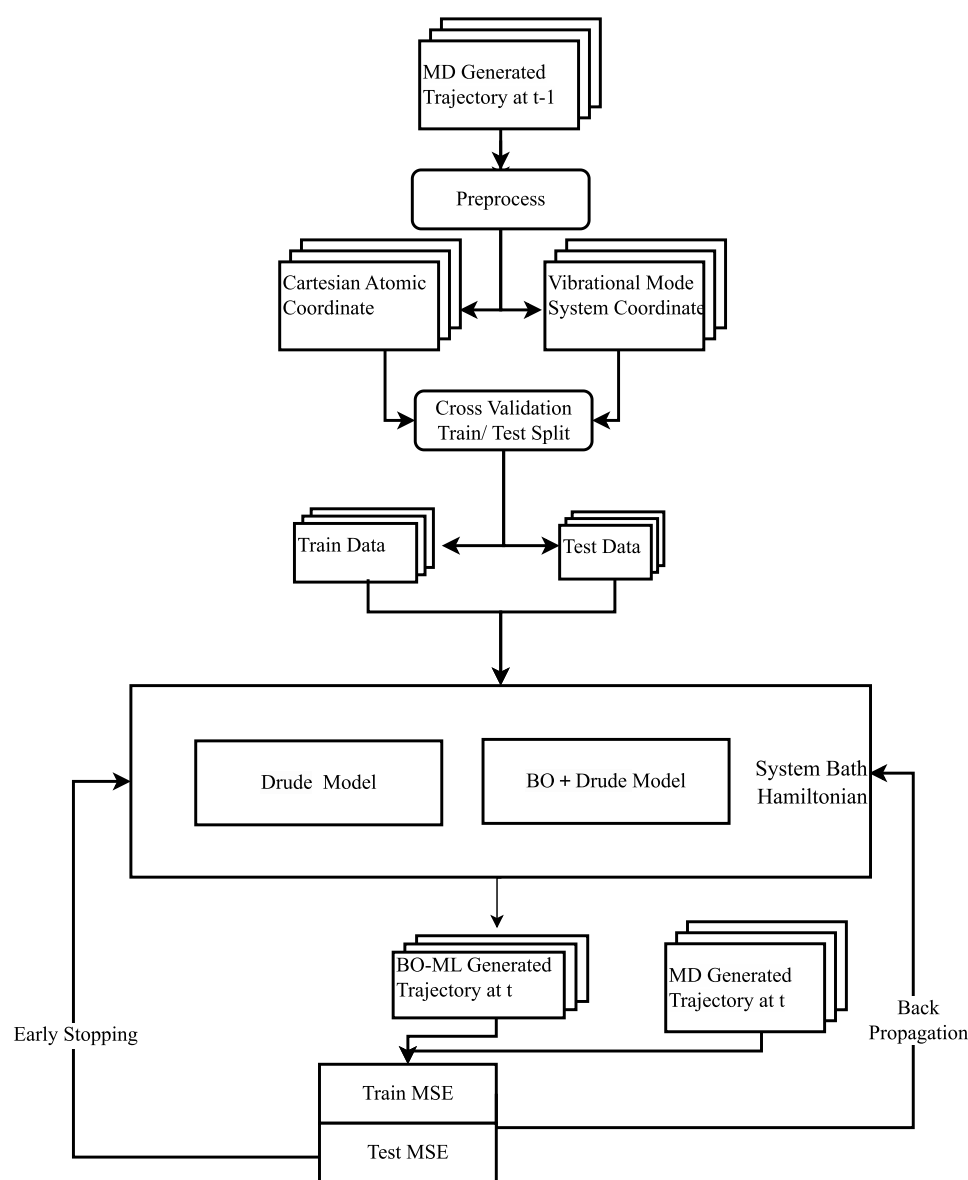 MD Generated
Trajectory at t-1
Preprocess
Cartesian Atomic
Coordinate
Vibrational Mode
System Coordinate
Cross Validation
Train/ Test Split
Train Data
Test Data
Drude Model
BO + Drude Model
System Bath
Hamiltonian
BO-ML Generated
Trajectory at t
MD Generated
Trajectory at t
Early Stopping
Back
Propagation
Train MSE
Test MSE